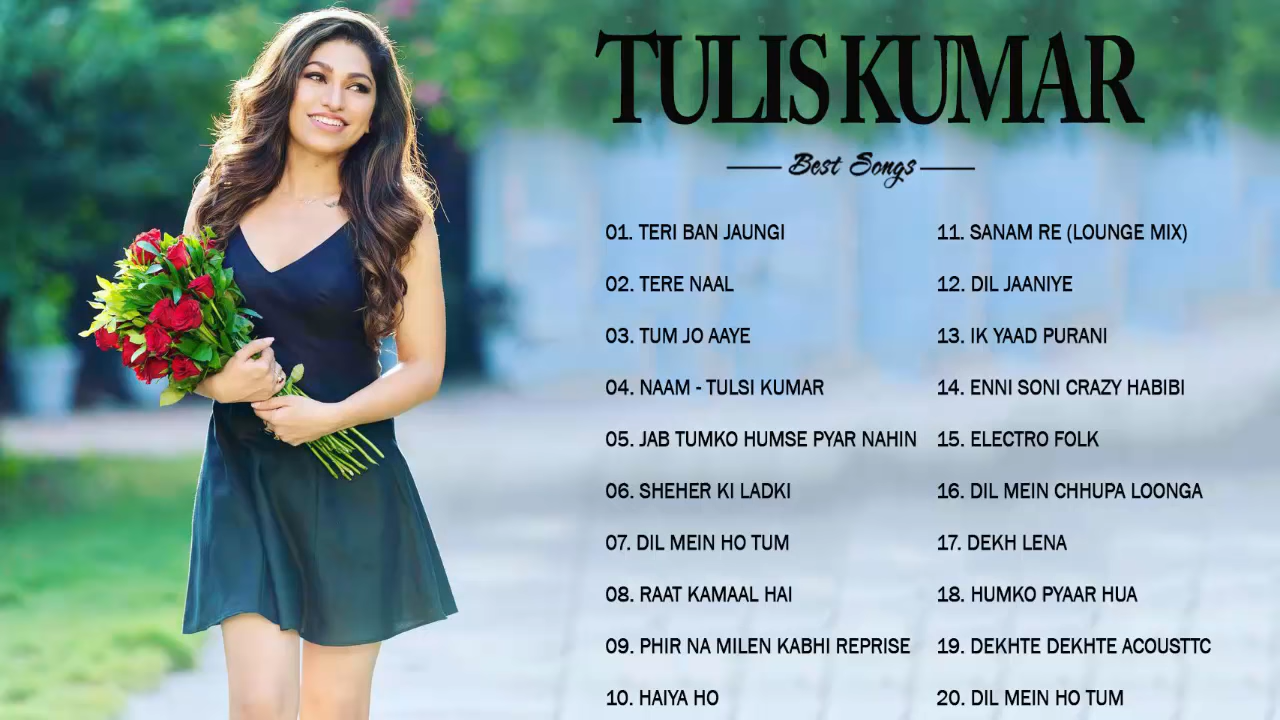 TULIS KUMAR
Best Songs
01. TERI BAN JAUNGI
02. TERE NAAL
03. TUM JO AAYE
04. NAAM - TULSI KUMAR
05. JAB TUMKO HUMSE PYAR NAHIN
06. SHEHER KI LADKI
07. DIL MEIN HO TUM
08. RAAT KAMAAL HAI
09. PHIR NA MILEN KABHI REPRISE
10. HAIYA HO
11. SANAM RE (LOUNGE MIX)
12. DIL JAANIYE
13. IK YAAD PURANI
14. ENNI SONI CRAZY HABIBI
15. ELECTRO FOLK
16. DIL MEIN CHHUPA LOONGA
17. DEKH LENA
18. HUMKO PYAAR HUA
19. DEKHTE DEKHTE ACOUSTTC
20. DIL MEIN HO TUM